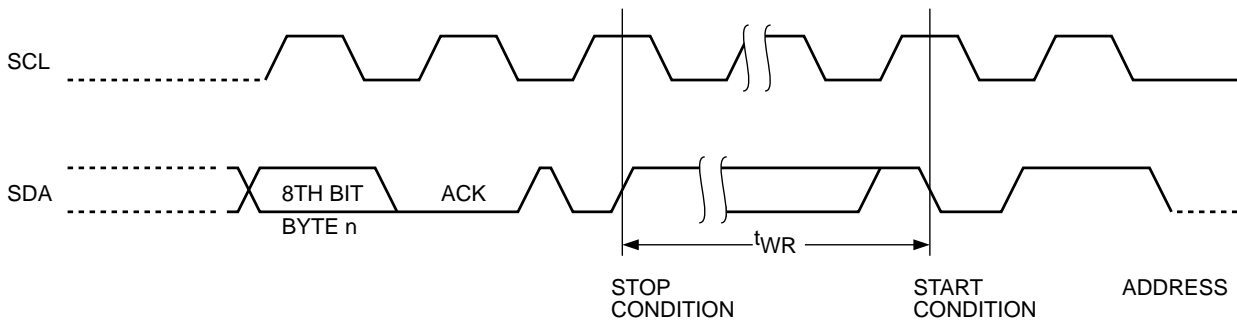 SCL
SDA
8TH BIT
ACK
BYTE n
tWR
STOP
CONDITION
START
CONDITION
ADDRESS